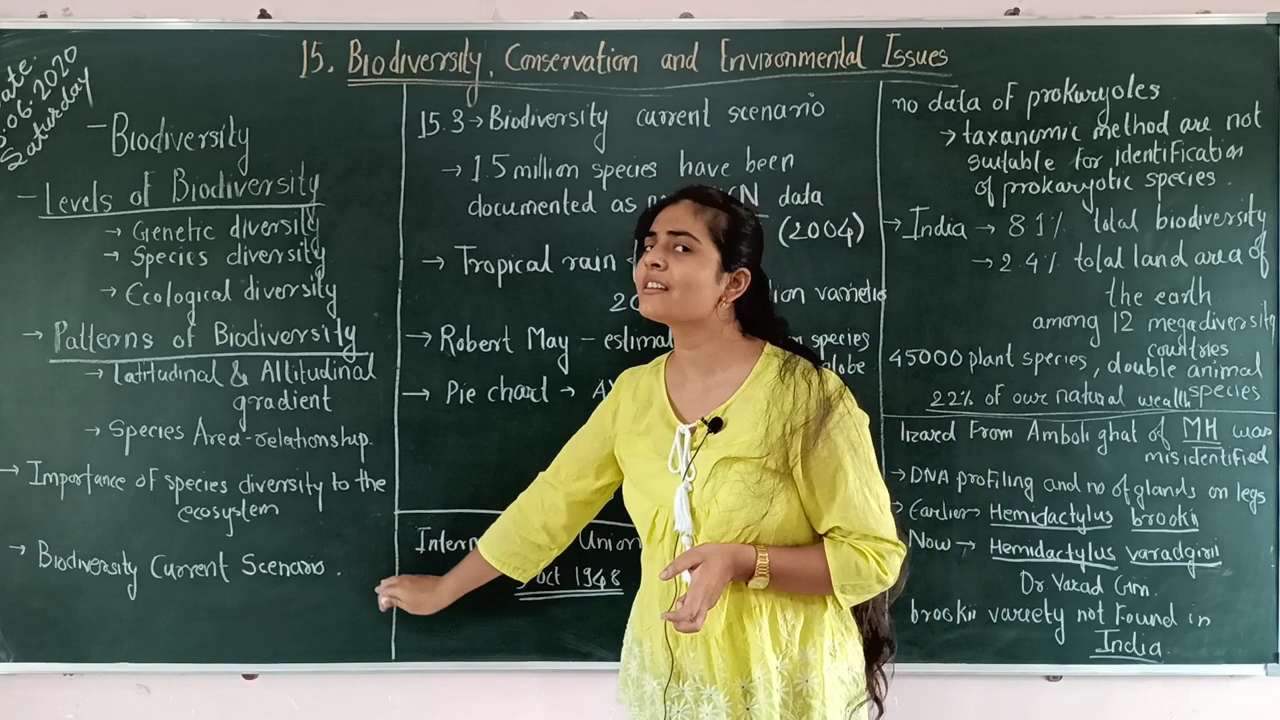 15. Biodiversity, Conservation and Environmental Issues
06.2020
Saturday
- Biodiversity
- Levels of Biodiversity
→ Genetic diversity
→ Species diversity
→ Ecological diversity
→ Patterns of Biodiversity
→ Latitudinal & Altitudinal
gradient
→ Species Area-relationship.
→ Importance of species diversity to the
ecosystem
→ Biodiversity Current Scenario.
15.3 → Biodiversity current scenario
→ 1.5 million species have been
documented as data
(2004)
→ Tropical rain
varieties
→ Robert May - species
globe
→ Pie chart →
Union
Oct 1948
no data of prokaryotes
→ taxanomic method are not
suitable for identification
of prokaryotic species.
→ India → 81% total biodiversity
→ 2.4% total land area of
the earth
among 12 megadiversity
countries
45000 plant species, double animal
species
22% of our natural wealth
lizard From Amboli ghat of MH was
misidentified
→ DNA profiling and no of glands on legs
→ Earlier → Hemidactylus brookii
Now → Hemidactylus varadgirii
Dr. Varad Giri.
brookii variety not Found in
India.